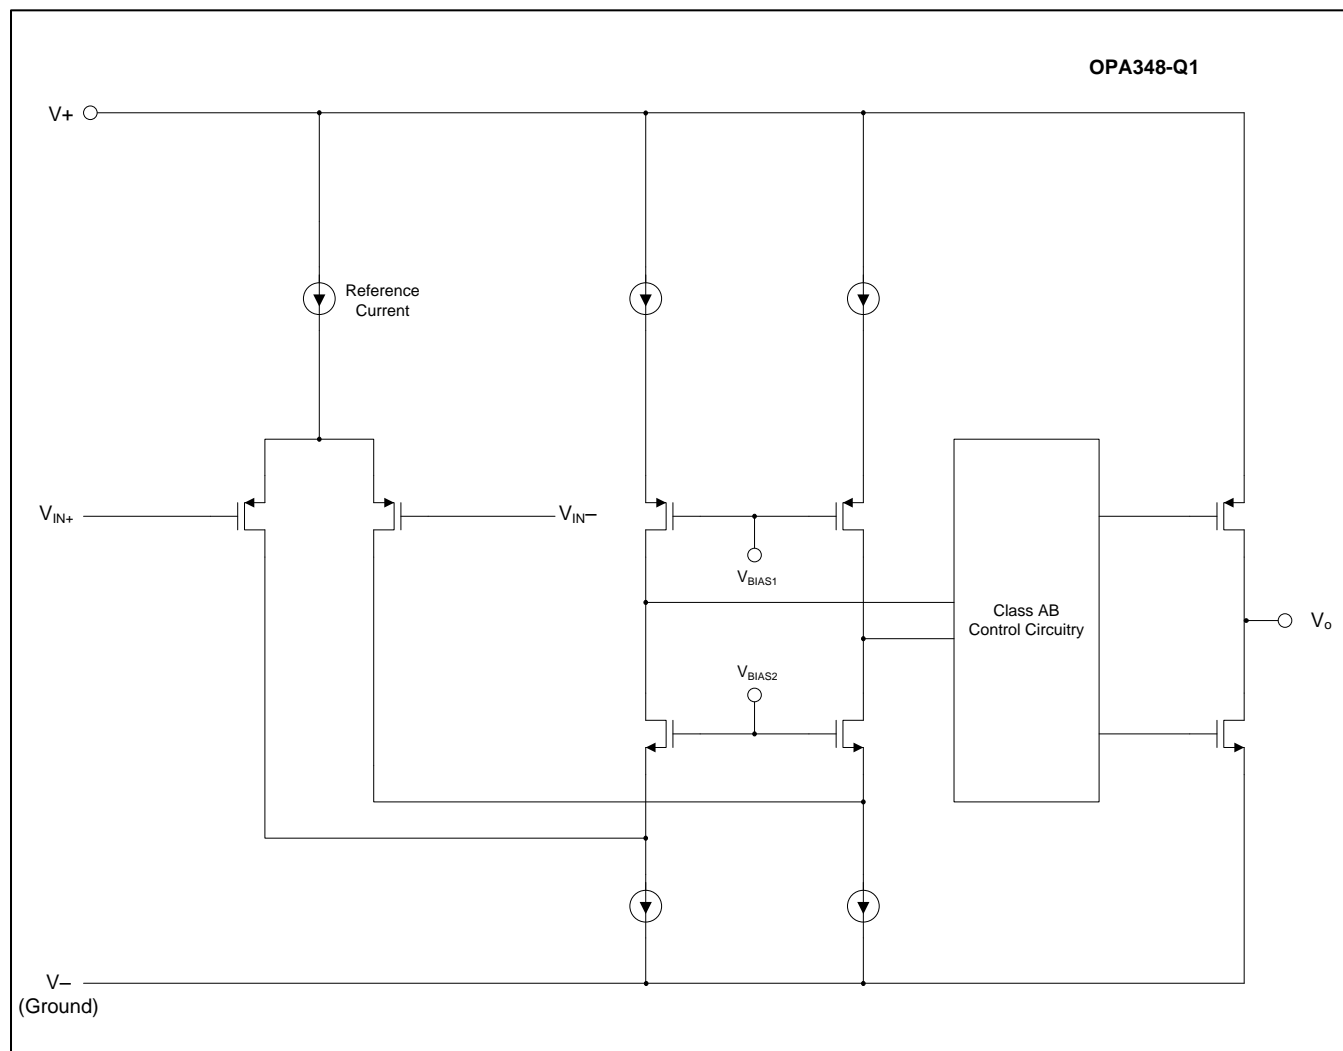 OPA348-Q1
V+
Reference
Current
VIN+
VIN–
VBIAS1
Class AB
Control Circuitry
Vo
VBIAS2
V–
(Ground)